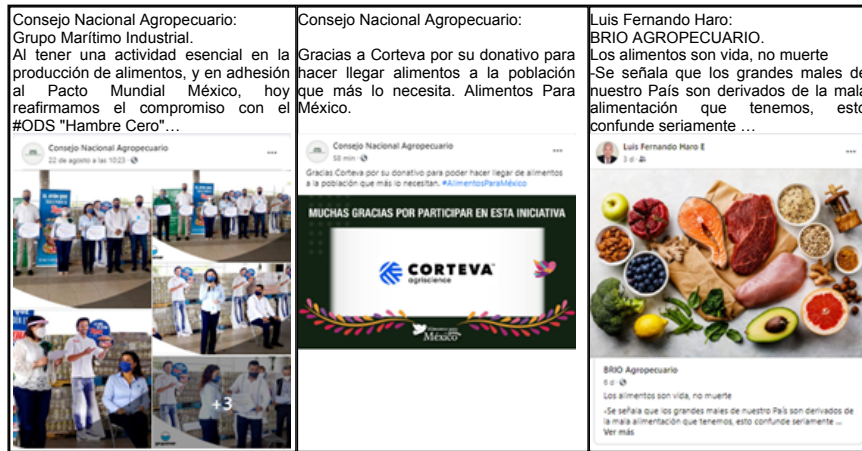 Consejo Nacional Agropecuario:
Grupo Marítimo Industrial.
Al tener una actividad esencial en la
producción de alimentos, y en adhesión
al Pacto Mundial México, hoy
reafirmamos el compromiso con el
#ODS "Hambre Cero"…
Consejo Nacional Agropecuario
22 de agosto a las 10:23
+3
Consejo Nacional Agropecuario:
Gracias a Corteva por su donativo para
hacer llegar alimentos a la población
que más lo necesita. Alimentos Para
México.
Consejo Nacional Agropecuario
58 min
Gracias Corteva por su donativo para poder hacer llegar de alimentos
a la población que más lo necesitan. #AlimentosParaMéxico
MUCHAS GRACIAS POR PARTICIPAR EN ESTA INICIATIVA
CORTEVA™
agriscience
Alimentos para
México
Luis Fernando Haro:
BRIO AGROPECUARIO.
Los alimentos son vida, no muerte
-Se señala que los grandes males de
nuestro País son derivados de la mala
alimentación que tenemos, esto
confunde seriamente …
Luis Fernando Haro E
3 d
BRIO Agropecuario
6 d
Los alimentos son vida, no muerte
-Se señala que los grandes males de nuestro País son derivados de
la mala alimentación que tenemos, esto confunde seriamente ...
Ver más